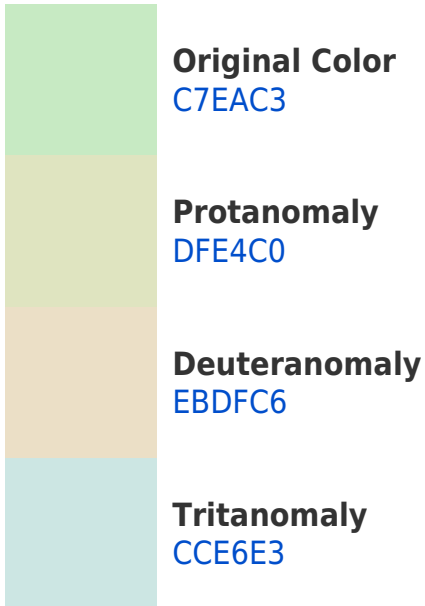 Original Color
C7EAC3
Protanomaly
DFE4C0
Deuteranomaly
EBDFC6
Tritanomaly
CCE6E3